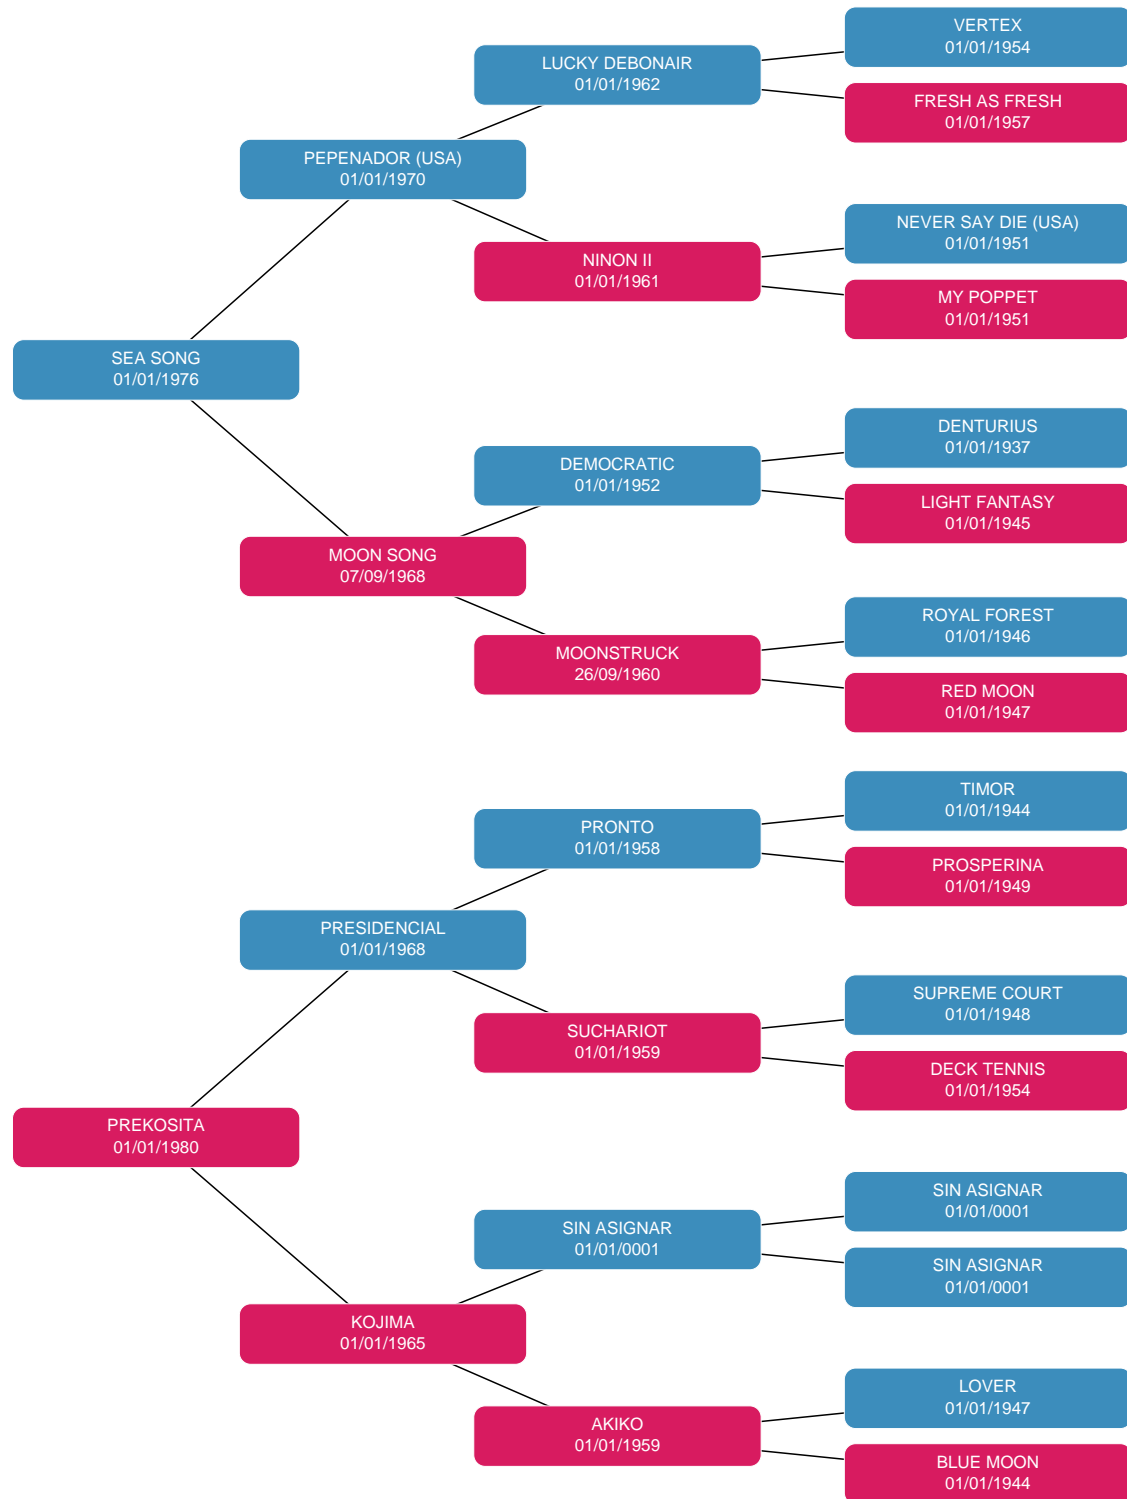 VERTEX
01/01/1954
LUCKY DEBONAIR
01/01/1962
FRESH AS FRESH
01/01/1957
PEPENADOR (USA)
01/01/1970
NEVER SAY DIE (USA)
01/01/1951
NINON II
01/01/1961
MY POPPET
01/01/1951
SEA SONG
01/01/1976
DENTURIUS
01/01/1937
DEMOCRATIC
01/01/1952
LIGHT FANTASY
01/01/1945
MOON SONG
07/09/1968
ROYAL FOREST
01/01/1946
MOONSTRUCK
26/09/1960
RED MOON
01/01/1947
TIMOR
01/01/1944
PRONTO
01/01/1958
PROSPERINA
01/01/1949
PRESIDENCIAL
01/01/1968
SUPREME COURT
01/01/1948
SUCHARIOT
01/01/1959
DECK TENNIS
01/01/1954
PREKOSITA
01/01/1980
SIN ASIGNAR
01/01/0001
SIN ASIGNAR
01/01/0001
SIN ASIGNAR
01/01/0001
KOJIMA
01/01/1965
LOVER
01/01/1947
AKIKO
01/01/1959
BLUE MOON
01/01/1944